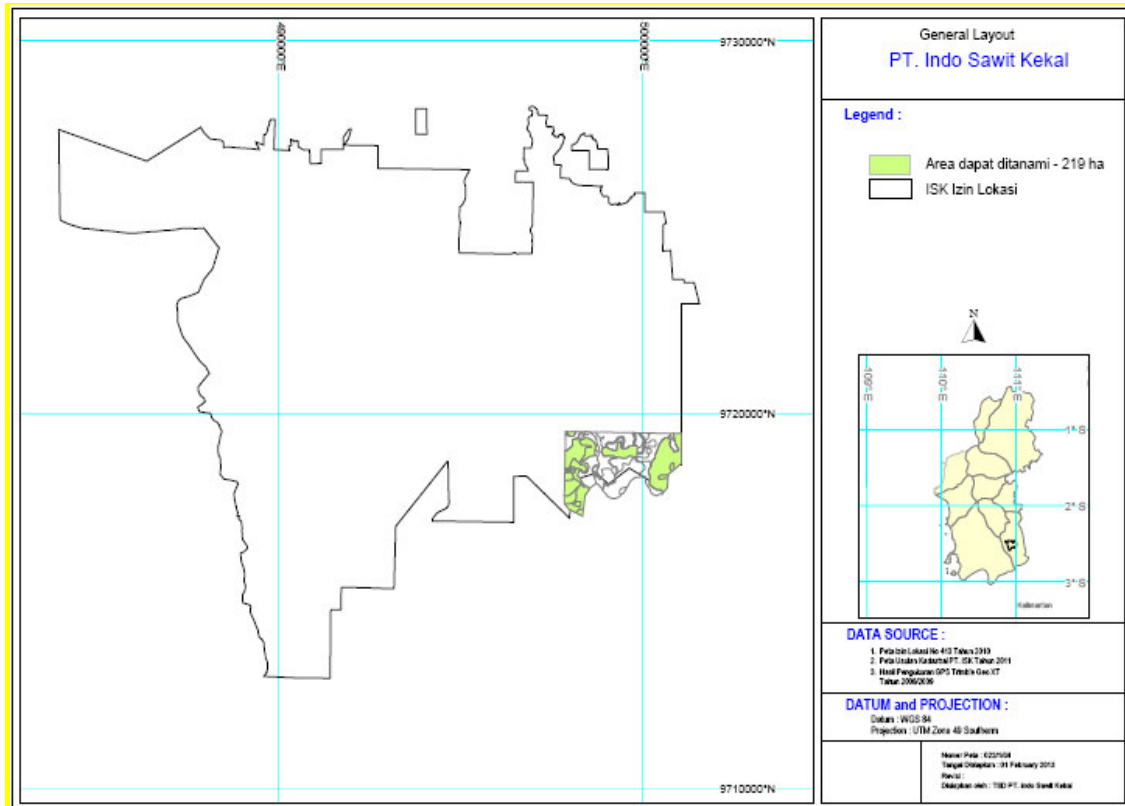 490000°E
500000°E
9730000°N
9720000°N
9710000°N
General Layout
PT. Indo Sawit Kekal
Legend :
Area dapat ditanami - 219 ha
ISK Izin Lokasi
N
109° E
110° E
111° E
1° S
2° S
3° S
Kalimantan
DATA SOURCE :
1. Peta Izin Lokasi No 413 Tahun 2010
2. Peta Usulan Kadastral PT. ISK Tahun 2011
3. Hasil Pengukuran GPS Trimble Geo XT
Tahun 2008/2009
DATUM and PROJECTION :
Datum : WGS 84
Projection : UTM Zona 49 Southern
Nomor Peta :
Tanggal Disiapkan : 01 February 2013
Revisi :
Disiapkan oleh : TSD PT. Indo Sawit Kekal